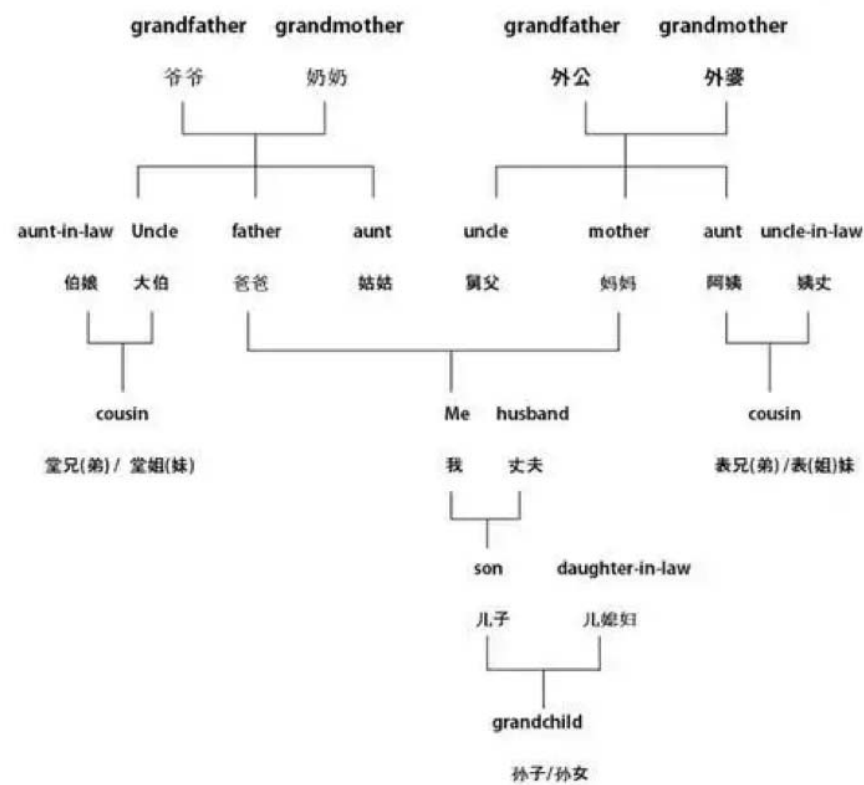 grandfather grandmother grandfather grandmother
爷爷 奶奶 外公 外婆
aunt-in-law Uncle father aunt uncle mother aunt uncle-in-law
伯娘 大伯 爸爸 姑姑 舅父 妈妈 阿姨 姨丈
cousin Me husband cousin
堂兄(弟) / 堂姐(妹) 我 丈夫 表兄(弟) /表(姐)妹
son daughter-in-law
儿子 儿媳妇
grandchild
孙子/孙女